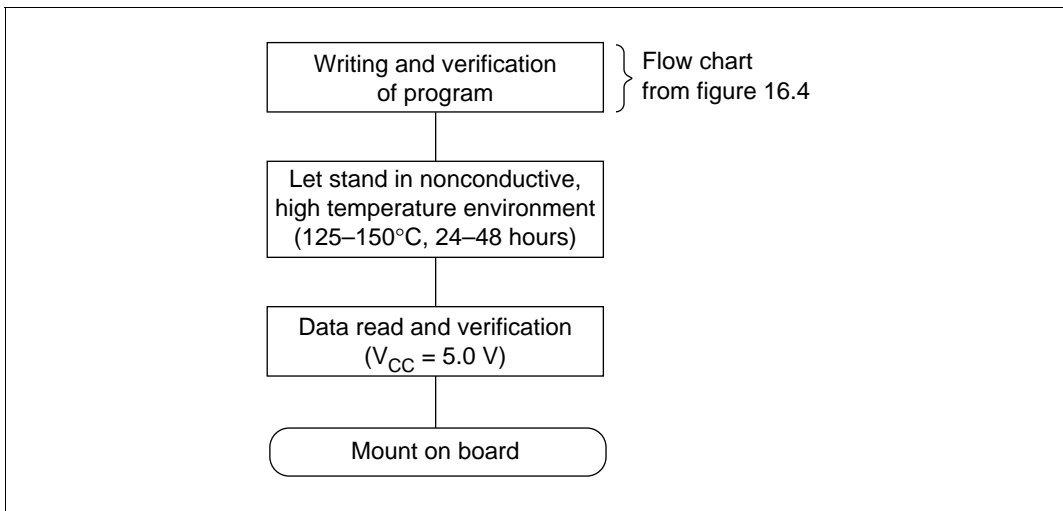 Writing and verification
of program
Flow chart
from figure 16.4
Let stand in nonconductive,
high temperature environment
(125–150°C, 24–48 hours)
Data read and verification
(VCC = 5.0 V)
Mount on board